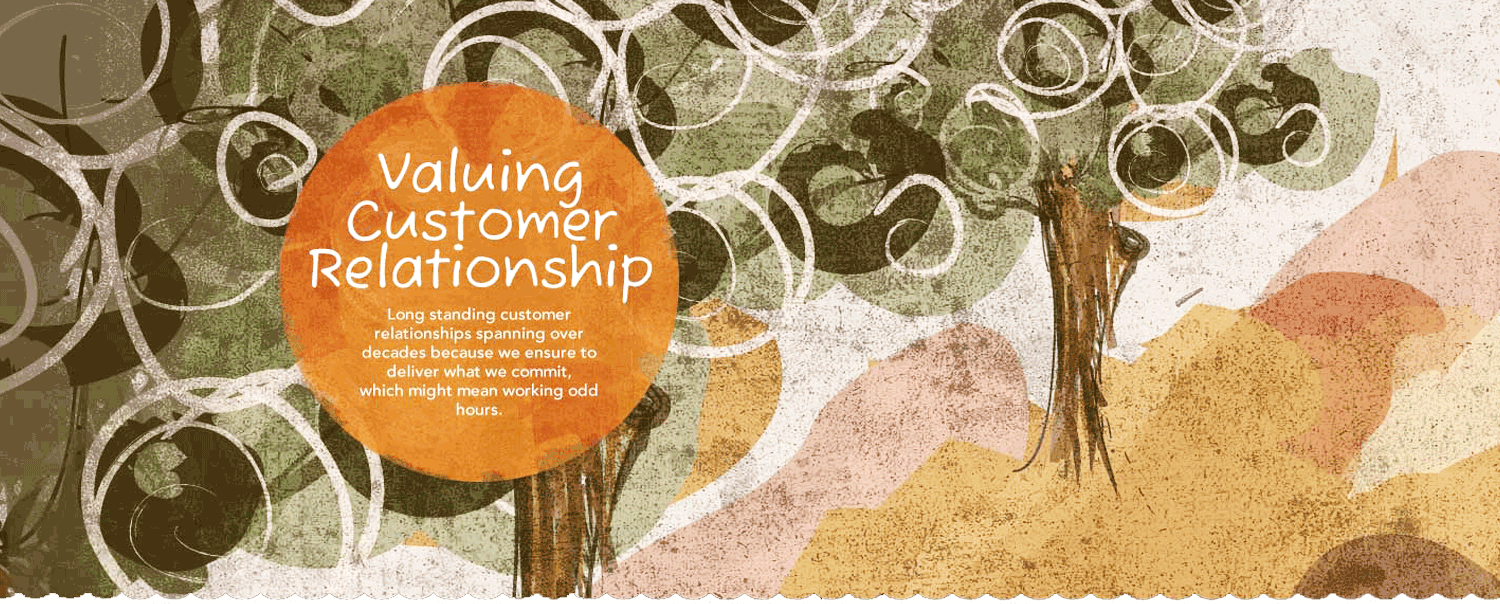 Valuing
Customer
Relationship
Long standing customer
relationships spanning over
decades because we ensure to
deliver what we commit,
which might mean working odd
hours.